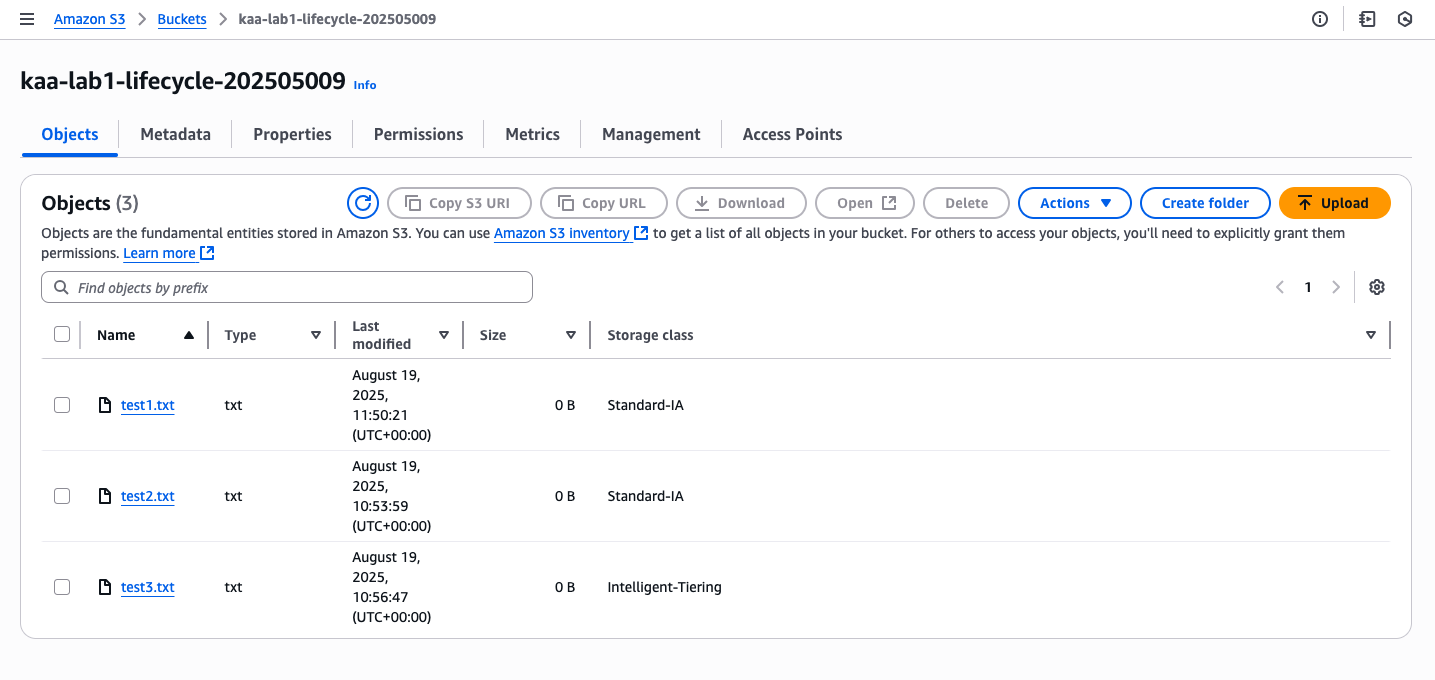 Amazon S3 > Buckets > kaa-lab1-lifecycle-202505009
kaa-lab1-lifecycle-202505009 Info
Objects Metadata Properties Permissions Metrics Management Access Points
Objects (3) Copy S3 URI Copy URL Download Open Delete Actions Create folder Upload
Objects are the fundamental entities stored in Amazon S3. You can use Amazon S3 inventory to get a list of all objects in your bucket. For others to access your objects, you'll need to explicitly grant them
permissions. Learn more
Find objects by prefix 1
Name Type Last modified Size Storage class
test1.txt txt August 19, 2025, 11:50:21 (UTC+00:00) 0 B Standard-IA
test2.txt txt August 19, 2025, 10:53:59 (UTC+00:00) 0 B Standard-IA
test3.txt txt August 19, 2025, 10:56:47 (UTC+00:00) 0 B Intelligent-Tiering